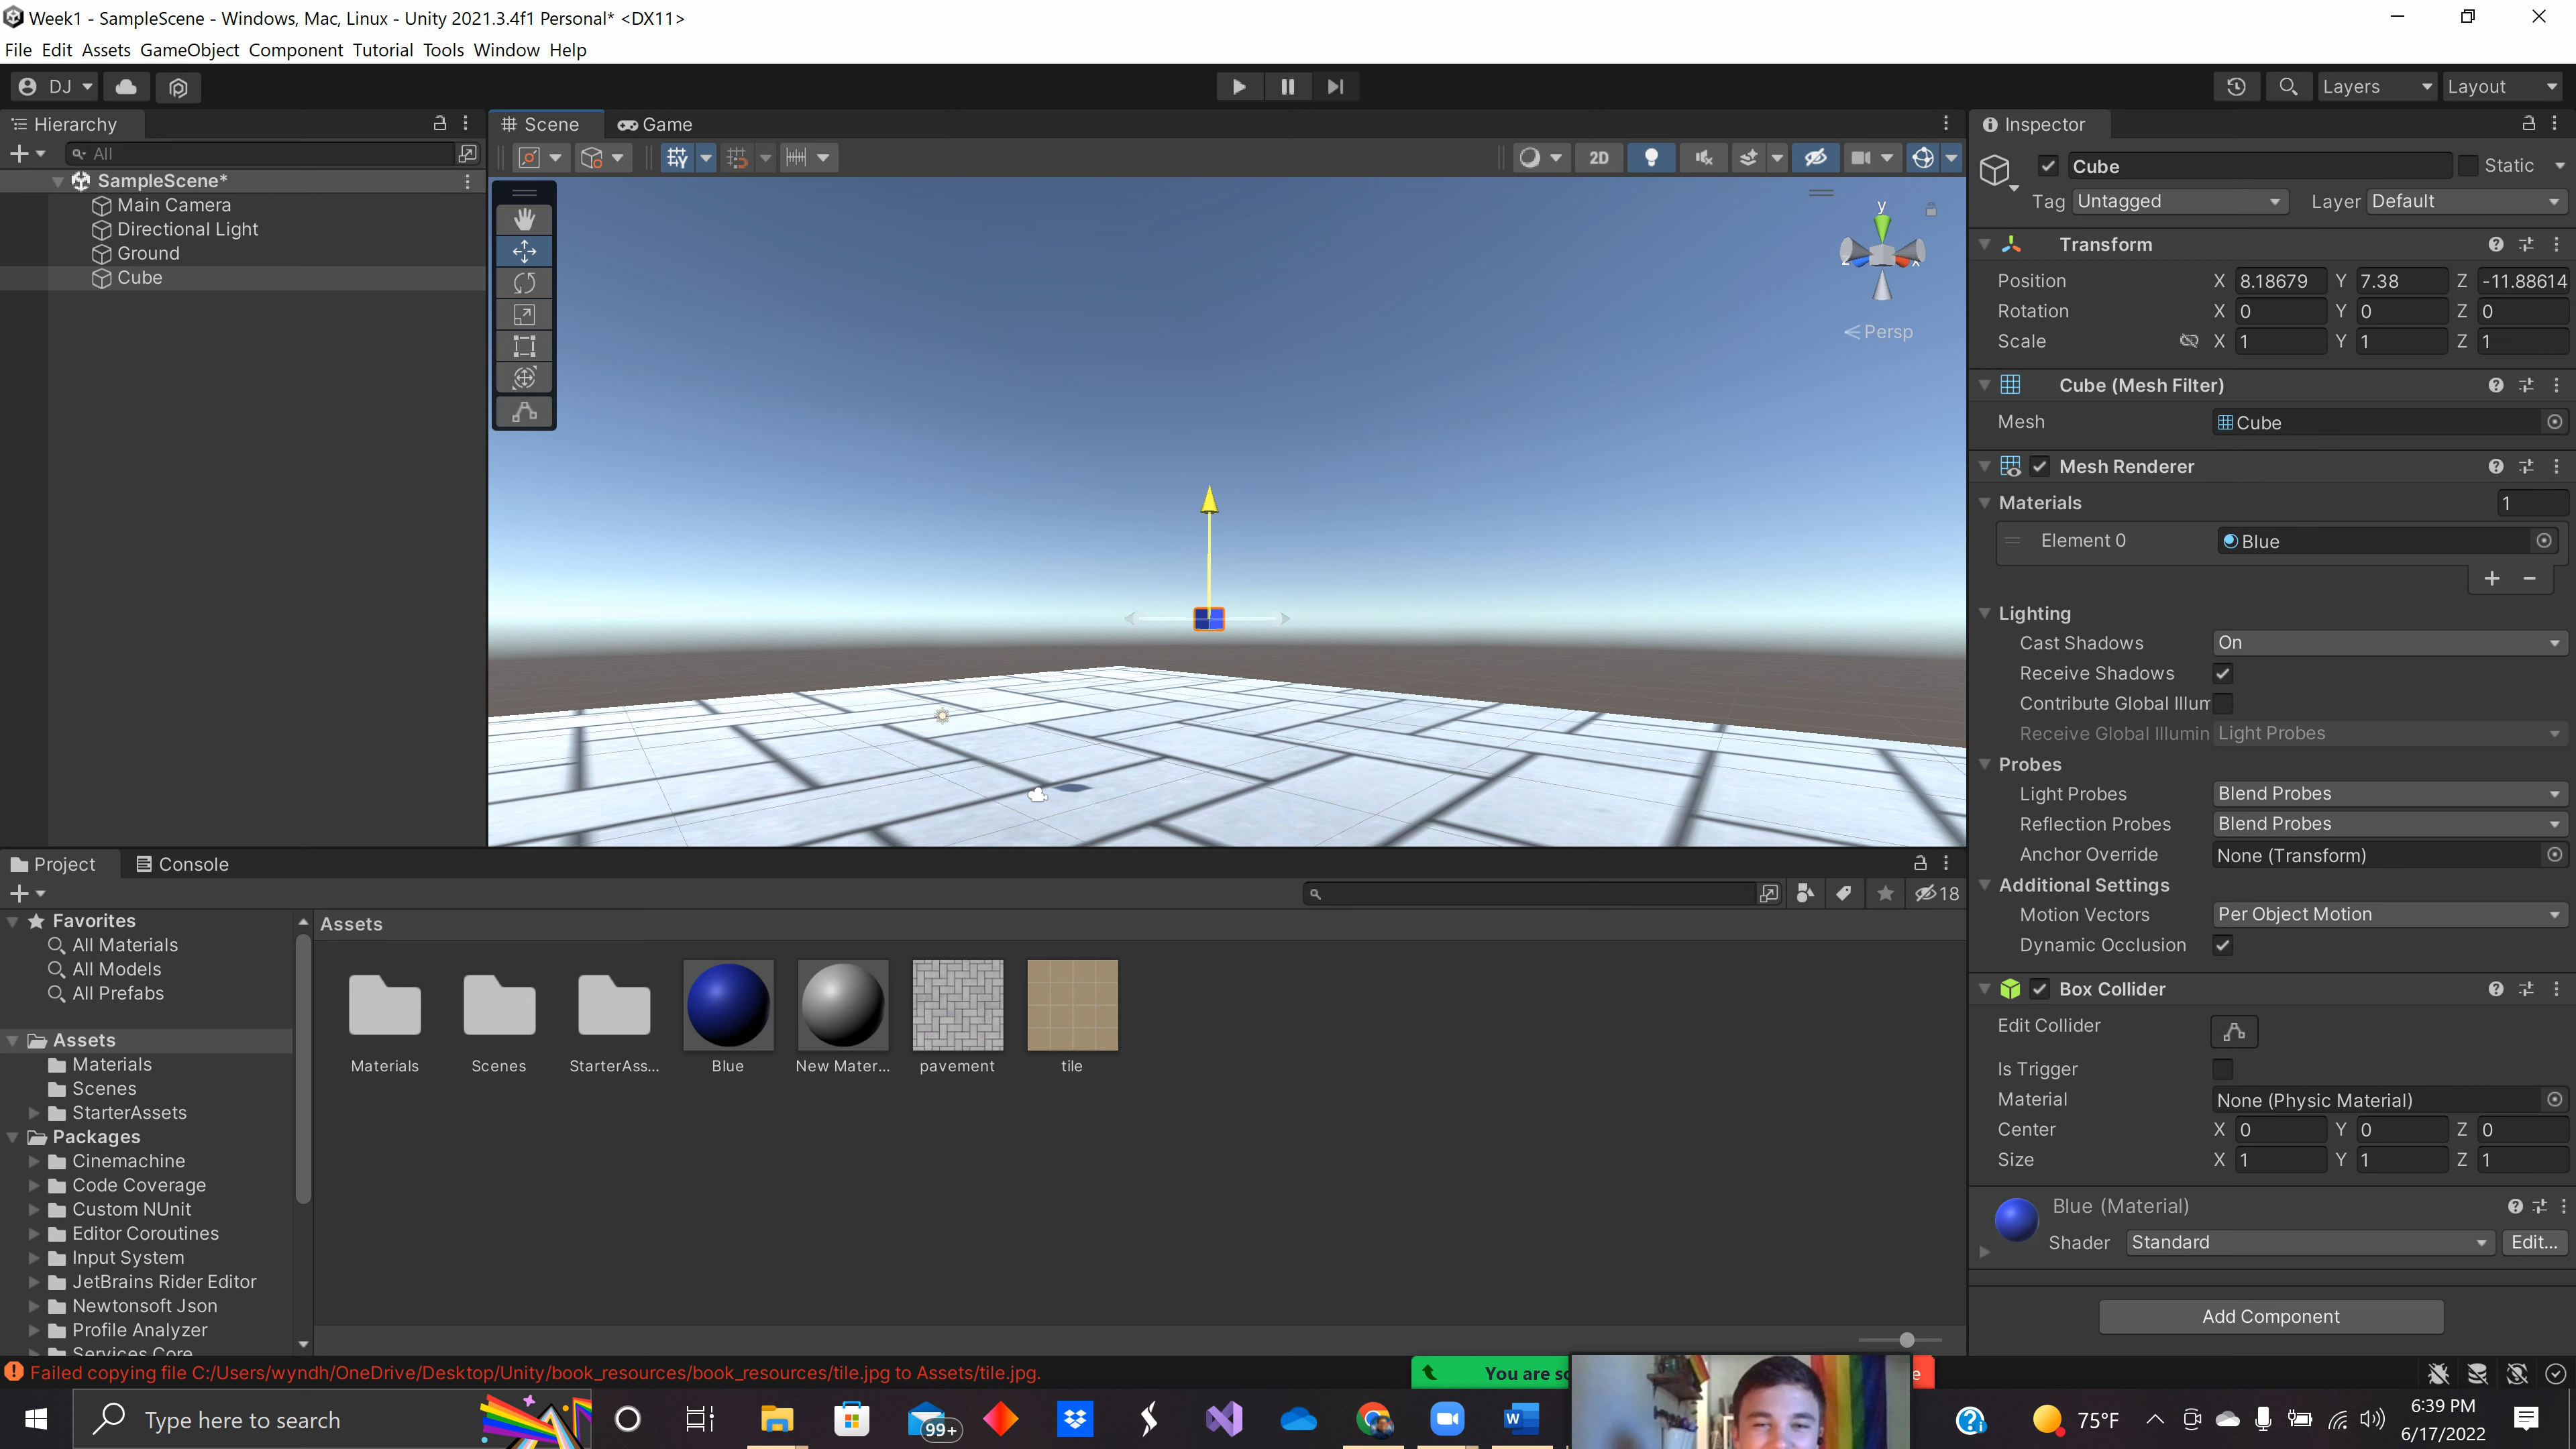 Week1 - SampleScene - Windows, Mac, Linux - Unity 2021.3.4f1 Personal* <DX11>
File Edit Assets GameObject Component Tutorial Tools Window Help
DJ
Layers Layout
Hierarchy
All
SampleScene*
Main Camera
Directional Light
Ground
Cube
Scene Game
2D
y
z x
Persp
Inspector
Cube Static
Tag Untagged Layer Default
Transform
Position X 8.18679 Y 7.38 Z -11.88614
Rotation X 0 Y 0 Z 0
Scale X 1 Y 1 Z 1
Cube (Mesh Filter)
Mesh Cube
Mesh Renderer
Materials 1
Element 0 Blue
Lighting
Cast Shadows On
Receive Shadows
Contribute Global Illum
Receive Global Illumin Light Probes
Probes
Light Probes Blend Probes
Reflection Probes Blend Probes
Anchor Override None (Transform)
Additional Settings
Motion Vectors Per Object Motion
Dynamic Occlusion
Box Collider
Edit Collider
Is Trigger
Material None (Physic Material)
Center X 0 Y 0 Z 0
Size X 1 Y 1 Z 1
Blue (Material)
Shader Standard Edit...
Add Component
Project Console
18
Favorites
All Materials
All Models
All Prefabs
Assets
Materials
Scenes
StarterAssets
Packages
Cinemachine
Code Coverage
Custom NUnit
Editor Coroutines
Input System
JetBrains Rider Editor
Newtonsoft Json
Profile Analyzer
Services Core
Assets
Materials Scenes StarterAss... Blue New Mater... pavement tile
Failed copying file C:/Users/wyndh/OneDrive/Desktop/Unity/book_resources/book_resources/tile.jpg to Assets/tile.jpg.
You are
Type here to search
99+
W
75°F
6:39 PM
6/17/2022